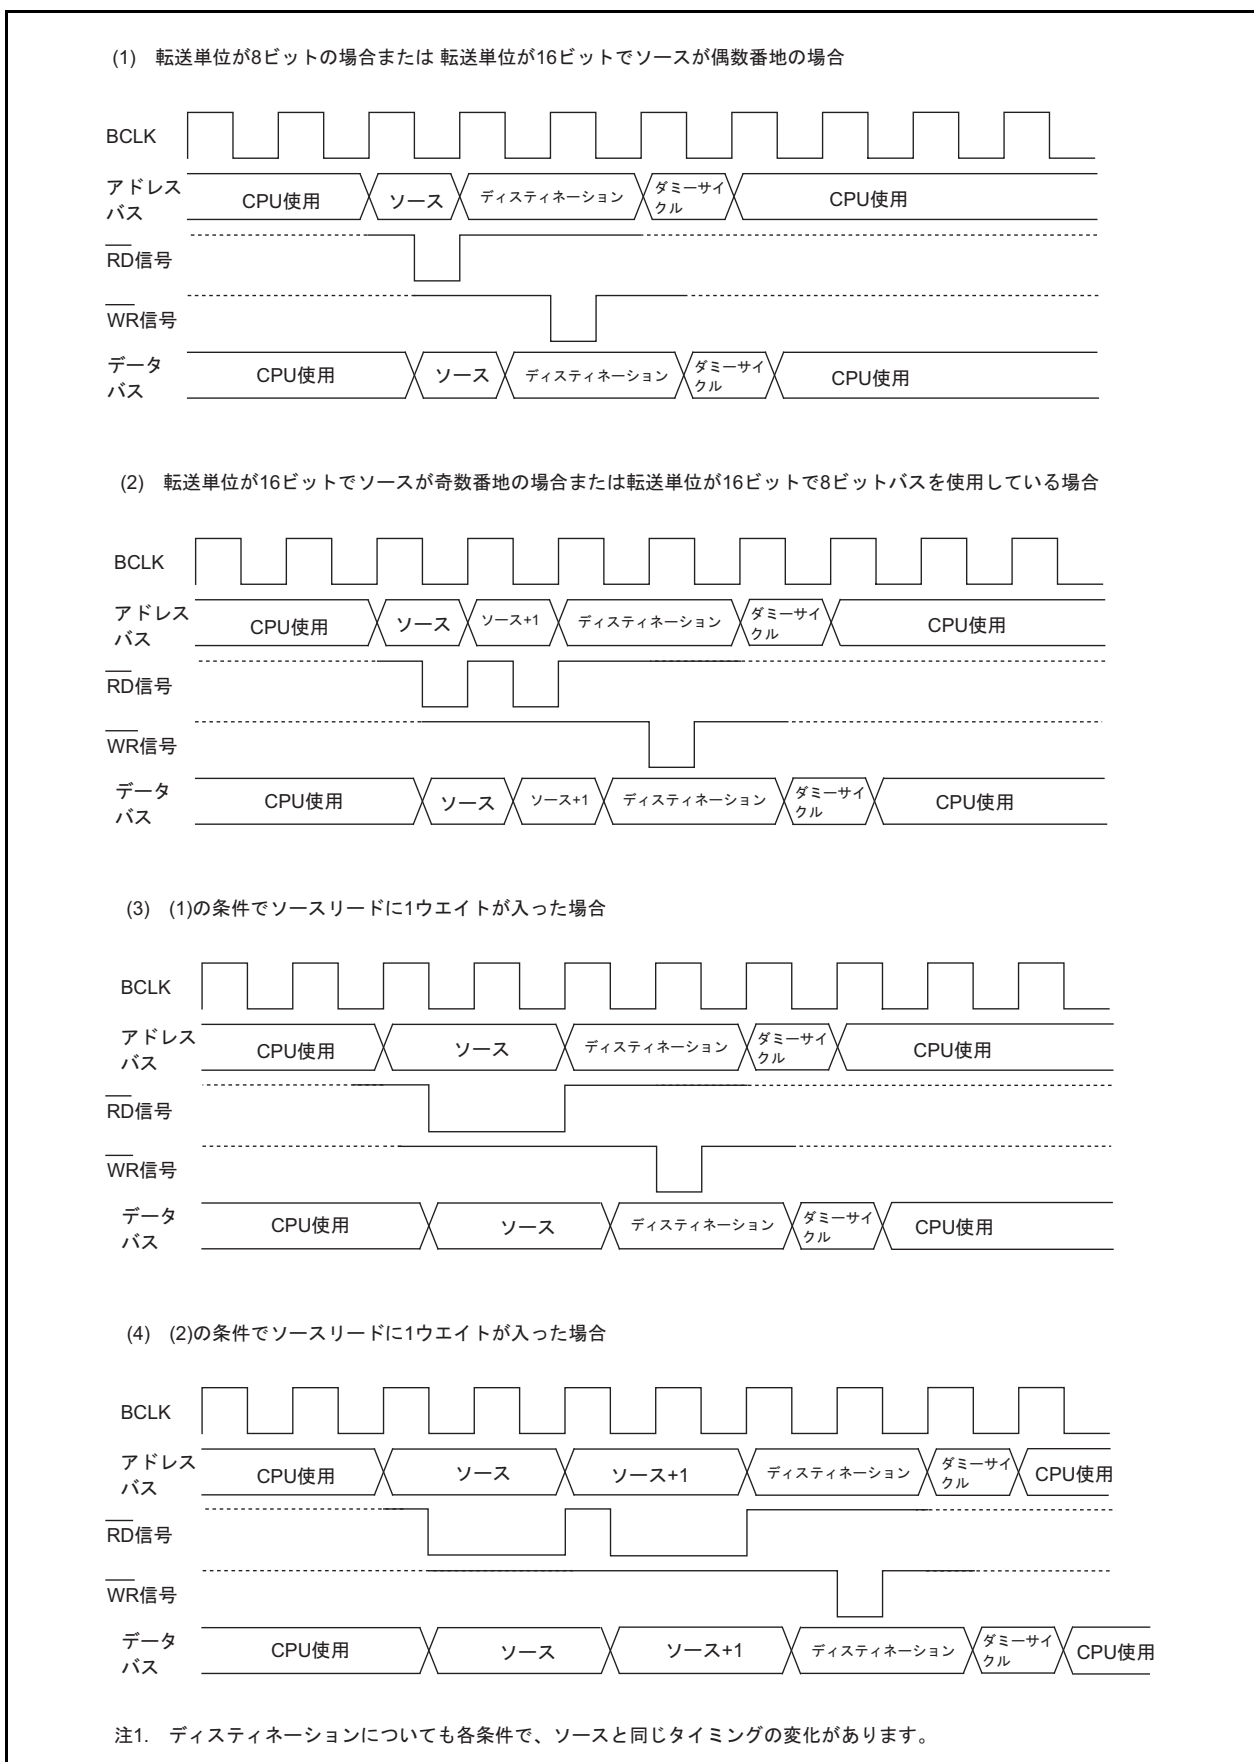 (1) 転送単位が8ビットの場合または 転送単位が16ビットでソースが偶数番地の場合
BCLK
アドレス
バス
CPU使用 ソース ディスティネーション ダミーサイ
クル CPU使用
RD信号
WR信号
データ
バス
CPU使用 ソース ディスティネーション ダミーサイ
クル CPU使用
(2) 転送単位が16ビットでソースが奇数番地の場合または転送単位が16ビットで8ビットバスを使用している場合
BCLK
アドレス
バス
CPU使用 ソース ソース+1 ディスティネーション ダミーサイ
クル CPU使用
RD信号
WR信号
データ
バス
CPU使用 ソース ソース+1 ディスティネーション ダミーサイ
クル CPU使用
(3) (1)の条件でソースリードに1ウエイトが入った場合
BCLK
アドレス
バス
CPU使用 ソース ディスティネーション ダミーサイ
クル CPU使用
RD信号
WR信号
データ
バス
CPU使用 ソース ディスティネーション ダミーサイ
クル CPU使用
(4) (2)の条件でソースリードに1ウエイトが入った場合
BCLK
アドレス
バス
CPU使用 ソース ソース+1 ディスティネーション ダミーサイ
クル CPU使用
RD信号
WR信号
データ
バス
CPU使用 ソース ソース+1 ディスティネーション ダミーサイ
クル CPU使用
注1. ディスティネーションについても各条件で、ソースと同じタイミングの変化があります。